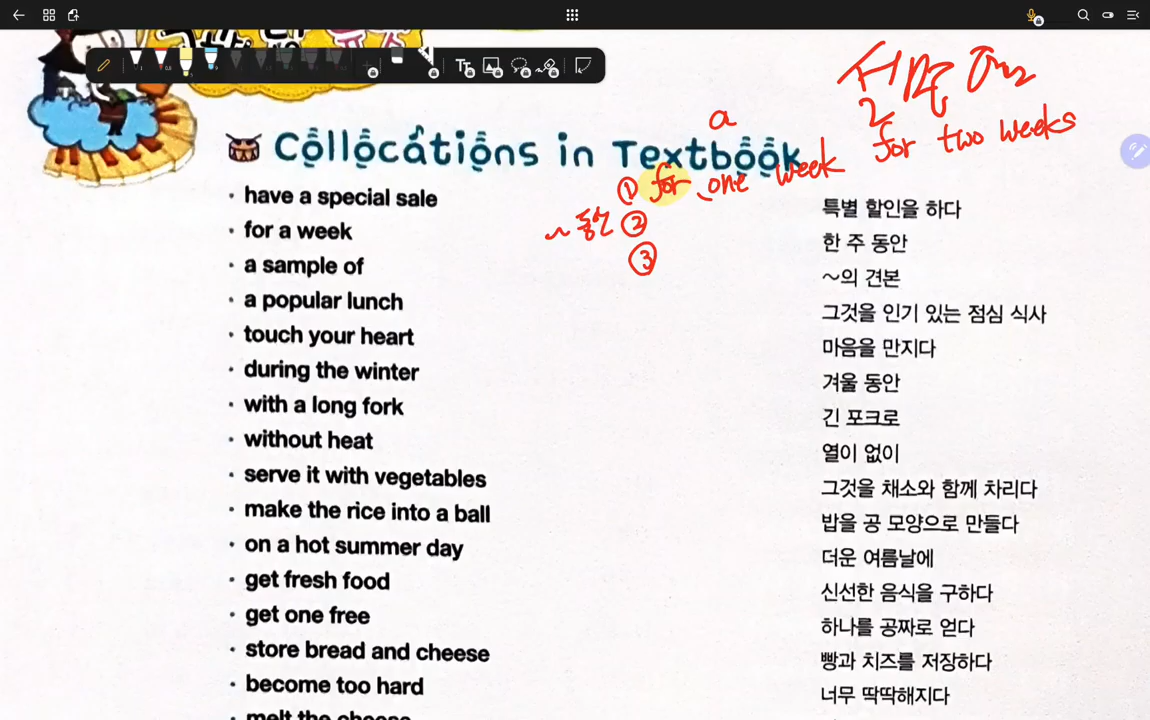 a
2
Collocations in Textbook
for two weeks
① for one week
~ 동안 ②
③
· have a special sale 특별 할인을 하다
· for a week 한 주 동안
· a sample of ~의 견본
· a popular lunch 그것을 인기 있는 점심 식사
· touch your heart 마음을 만지다
· during the winter 겨울 동안
· with a long fork 긴 포크로
· without heat 열이 없이
· serve it with vegetables 그것을 채소와 함께 차리다
· make the rice into a ball 밥을 공 모양으로 만들다
· on a hot summer day 더운 여름날에
· get fresh food 신선한 음식을 구하다
· get one free 하나를 공짜로 얻다
· store bread and cheese 빵과 치즈를 저장하다
· become too hard 너무 딱딱해지다
· melt the cheese